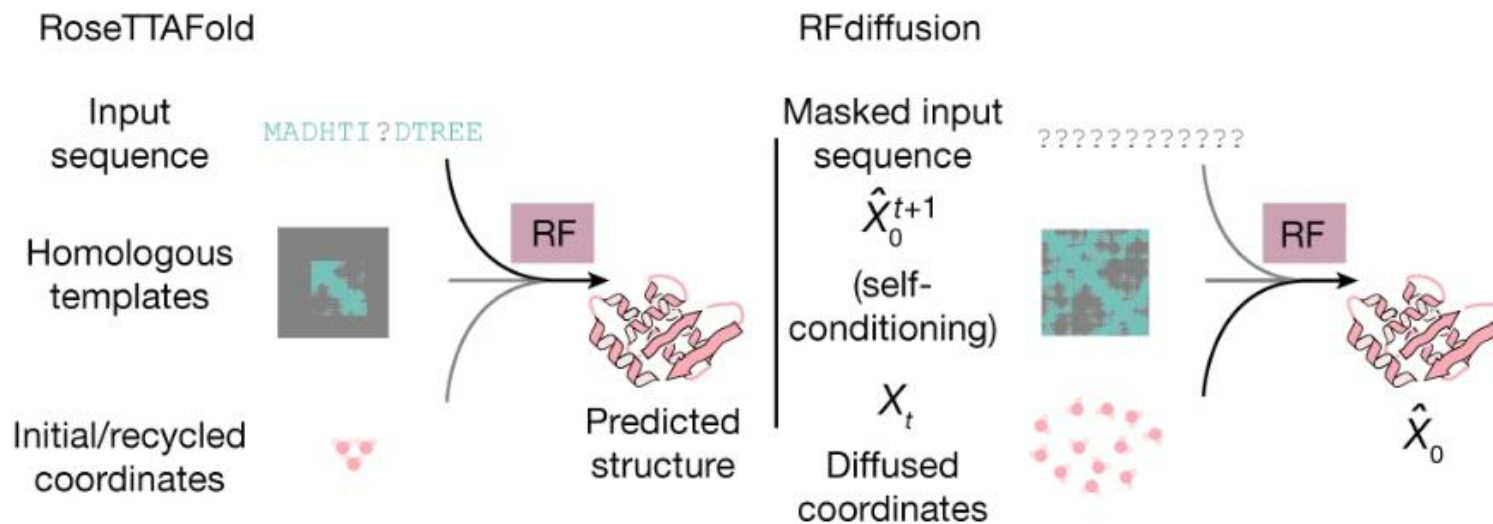 RoseTTAFold
Input
sequence
MADHTI?DTREE
Homologous
templates
Initial/recycled
coordinates
RF
Predicted
structure
RFdiffusion
Masked input
sequence
????????????
X̂₀ᵗ⁺¹
(self-
conditioning)
Xₜ
Diffused
coordinates
RF
X̂₀